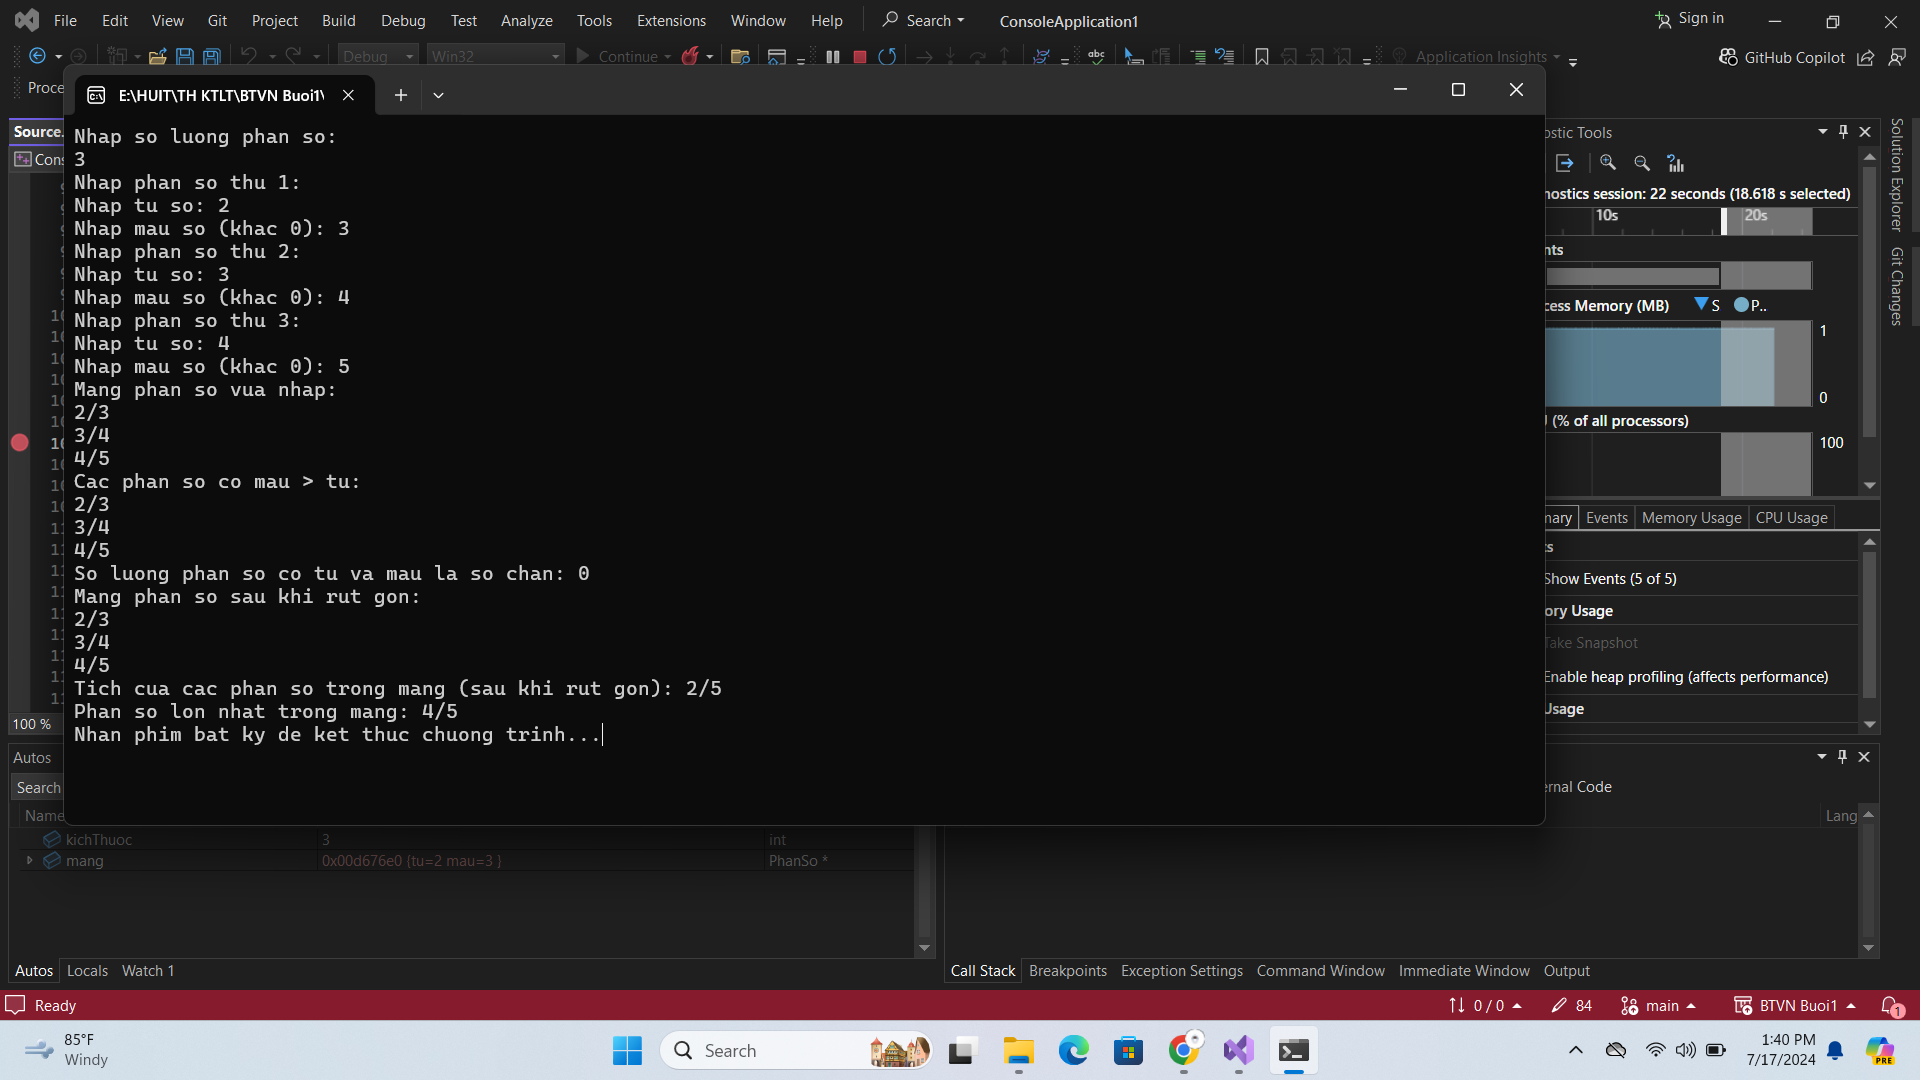 File Edit View Git Project Build Debug Test Analyze Tools Extensions Window Help Search ConsoleApplication1 Sign in
Debug Win32 Continue Application Insights GitHub Copilot
Proce
E:\HUIT\TH KTLT\BTVN Buoi1\
Source.
Cons
Nhap so luong phan so:
3
Nhap phan so thu 1:
Nhap tu so: 2
Nhap mau so (khac 0): 3
Nhap phan so thu 2:
Nhap tu so: 3
Nhap mau so (khac 0): 4
Nhap phan so thu 3:
Nhap tu so: 4
Nhap mau so (khac 0): 5
Mang phan so vua nhap:
2/3
3/4
4/5
Cac phan so co mau > tu:
2/3
3/4
4/5
So luong phan so co tu va mau la so chan: 0
Mang phan so sau khi rut gon:
2/3
3/4
4/5
Tich cua cac phan so trong mang (sau khi rut gon): 2/5
Phan so lon nhat trong mang: 4/5
Nhan phim bat ky de ket thuc chuong trinh...
ostic Tools
nostics session: 22 seconds (18.618 s selected)
10s 20s
nts
cess Memory (MB) S P..
1
0
(% of all processors)
100
mary Events Memory Usage CPU Usage
ts
Show Events (5 of 5)
ory Usage
Take Snapshot
Enable heap profiling (affects performance)
Usage
Solution Explorer
Git Changes
100 %
Autos
Search
Name
kichThuoc 3 int
mang 0x00d676e0 {tu=2 mau=3 } PhanSo *
Autos Locals Watch 1
ernal Code
Lang
Call Stack Breakpoints Exception Settings Command Window Immediate Window Output
Ready 0 / 0 84 main BTVN Buoi1 1
85°F
Windy
Search
1:40 PM
7/17/2024
PRE